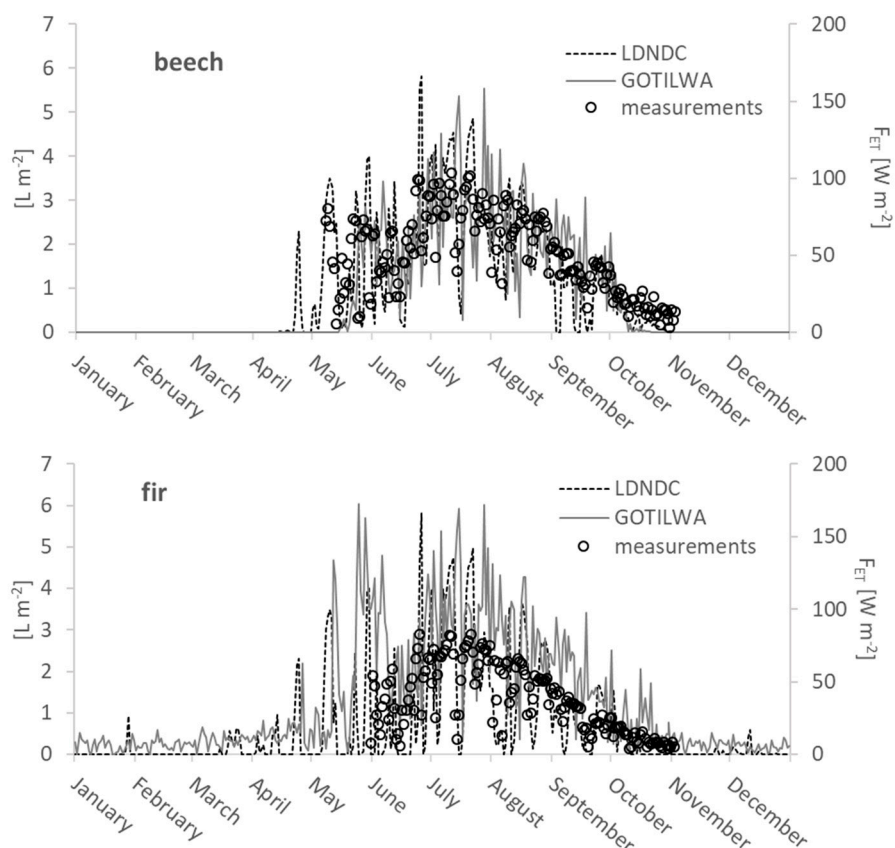 beech
LDNDC
GOTILWA
measurements
[L m⁻²]
F_ET [W m⁻²]
7
6
5
4
3
2
1
0
200
150
100
50
0
January
February
March
April
May
June
July
August
September
October
November
December
fir
LDNDC
GOTILWA
measurements
[L m⁻²]
F_ET [W m⁻²]
7
6
5
4
3
2
1
0
200
150
100
50
0
January
February
March
April
May
June
July
August
September
October
November
December